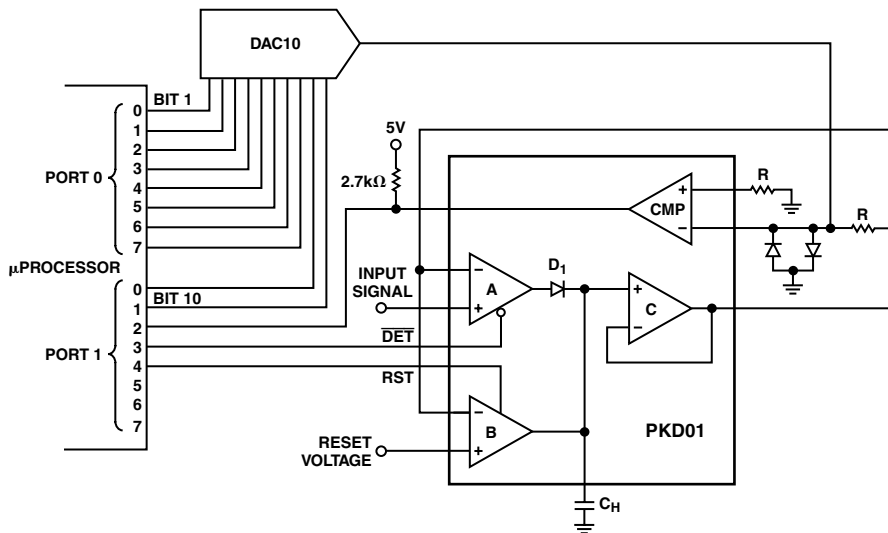 DAC10
BIT 1
0
1
2
3
4
5
6
7
PORT 0
µPROCESSOR
0
1
2
3
4
5
6
7
PORT 1
BIT 10
5V
2.7kΩ
CMP
+
–
R
R
INPUT
SIGNAL
–
+
A
D1
+
–
C
DET
RST
–
+
B
RESET
VOLTAGE
PKD01
CH